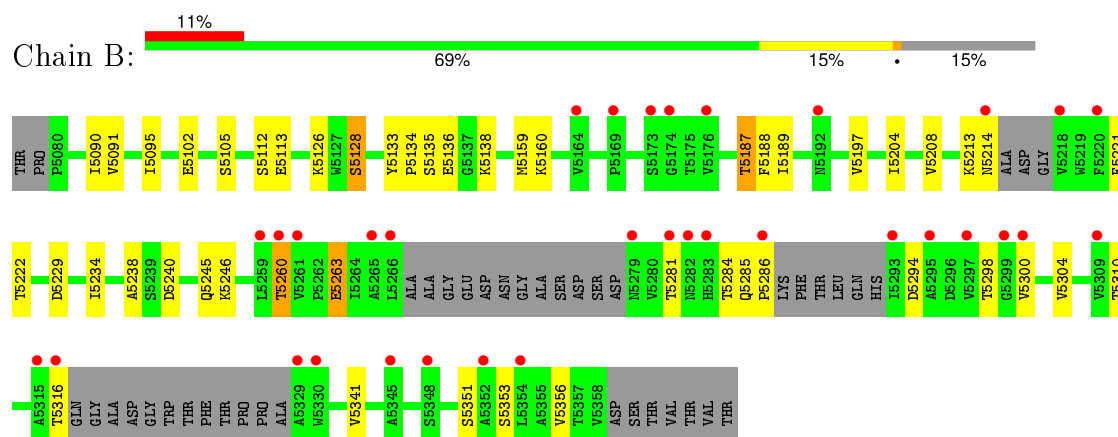 11%
Chain B:
69% 15% • 15%
THR PRO P5080 I5090 V5091 I5095 E5102 S5105 S5112 E5113 K5126 W5127 S5128 Y5133 P5134 S5135 E5136 G5137 K5138 M5159 K5160 V5164 P5169 S5173 G5174 T5175 V5176 T5187 F5188 I5189 N5192 V5197 I5204 V5208 K5213 N5214 ALA ASP GLY V5218 W5219 F5220
T5222 D5229 I5234 A5238 S5239 D5240 Q5245 K5246 L5259 T5260 V5261 P5262 E5263 I5264 A5265 L5266 ALA ALA GLY GLU ASP ASN GLY ALA SER ASP SER ASP N5279 V5280 T5281 N5282 H5283 T5284 Q5285 P5286 LYS PHE THR LEU GLN HIS I5293 D5294 A5295 D5296 V5297 T5298 G5299 V5300 V5304 V5309 T5310
A5315 T5316 GLN GLY ALA ASP GLY TRP THR PHE THR PRO PRO ALA A5329 W5330 V5341 A5345 S5348 S5351 A5352 S5353 L5354 A5355 V5356 T5357 V5358 ASP SER THR VAL THR VAL THR